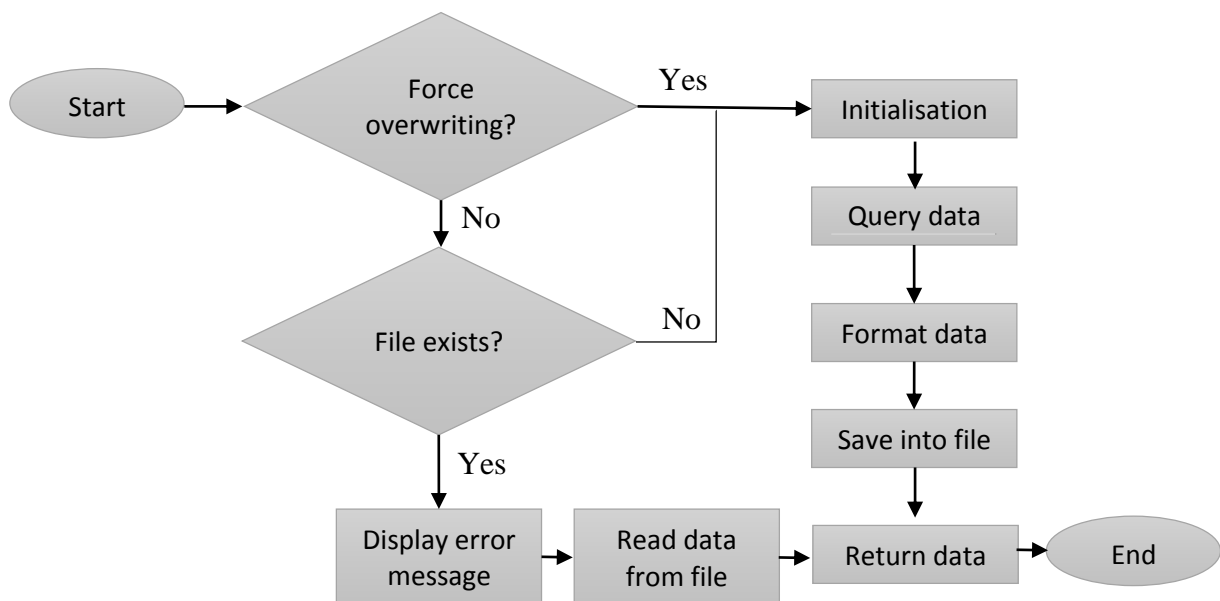 Start
Force
overwriting?
Yes
Initialisation
No
Query data
File exists?
No
Format data
Save into file
Yes
Display error
message
Read data
from file
Return data
End